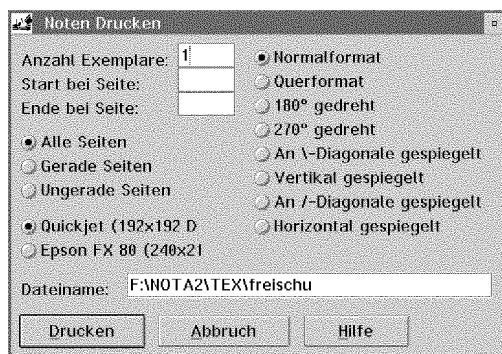 Noten Drucken
Anzahl Exemplare: 1
Start bei Seite:
Ende bei Seite:
Alle Seiten
Gerade Seiten
Ungerade Seiten
Quickjet (192x192 D
Epson FX 80 (240x21
Normalformat
Querformat
180° gedreht
270° gedreht
An \-Diagonale gespiegelt
Vertikal gespiegelt
An /-Diagonale gespiegelt
Horizontal gespiegelt
Dateiname: F:\NOTA2\TEX\freischu
Drucken
Abbruch
Hilfe